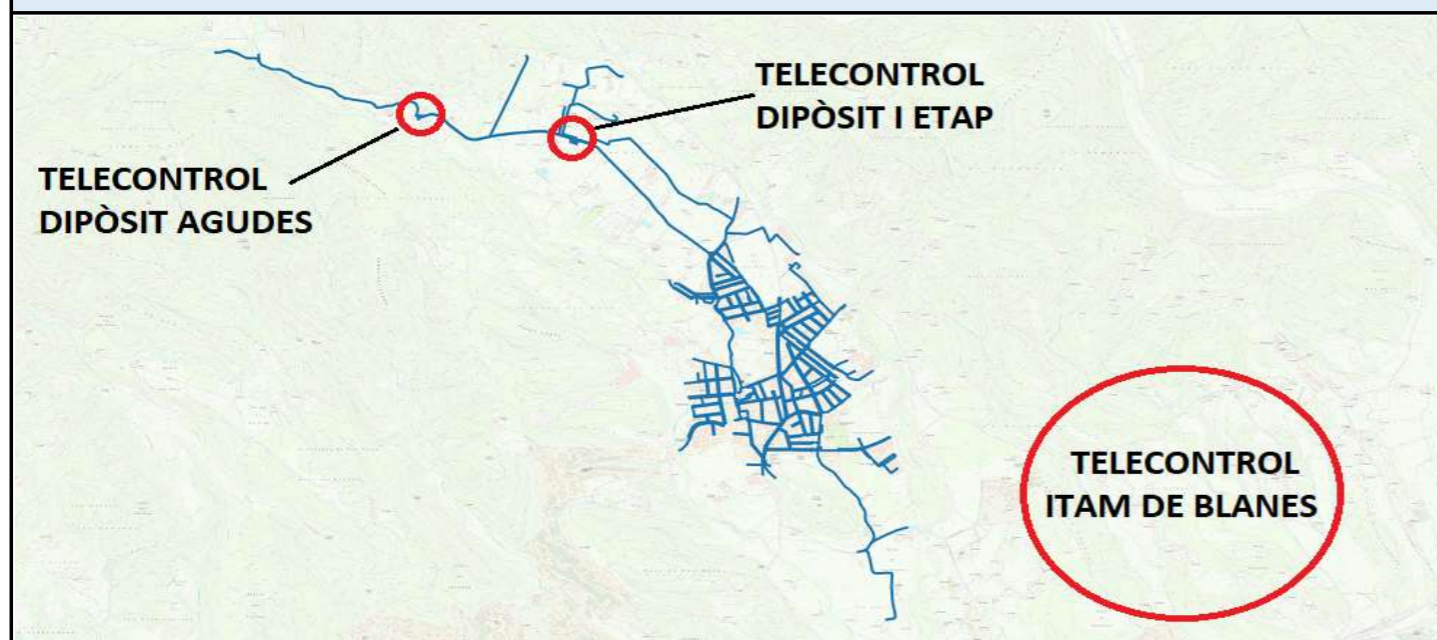 TELECONTROL
DIPÒSIT I ETAP
TELECONTROL
DIPÒSIT AGUDES
TELECONTROL
ITAM DE BLANES